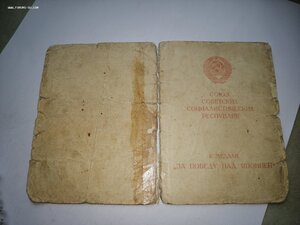 СОЮЗ
СОВЕТСКИХ
СОЦИАЛИСТИЧЕСКИХ
РЕСПУБЛИК
К МЕДАЛИ
„ЗА ПОБЕДУ НАД ЯПОНИЕЙ“